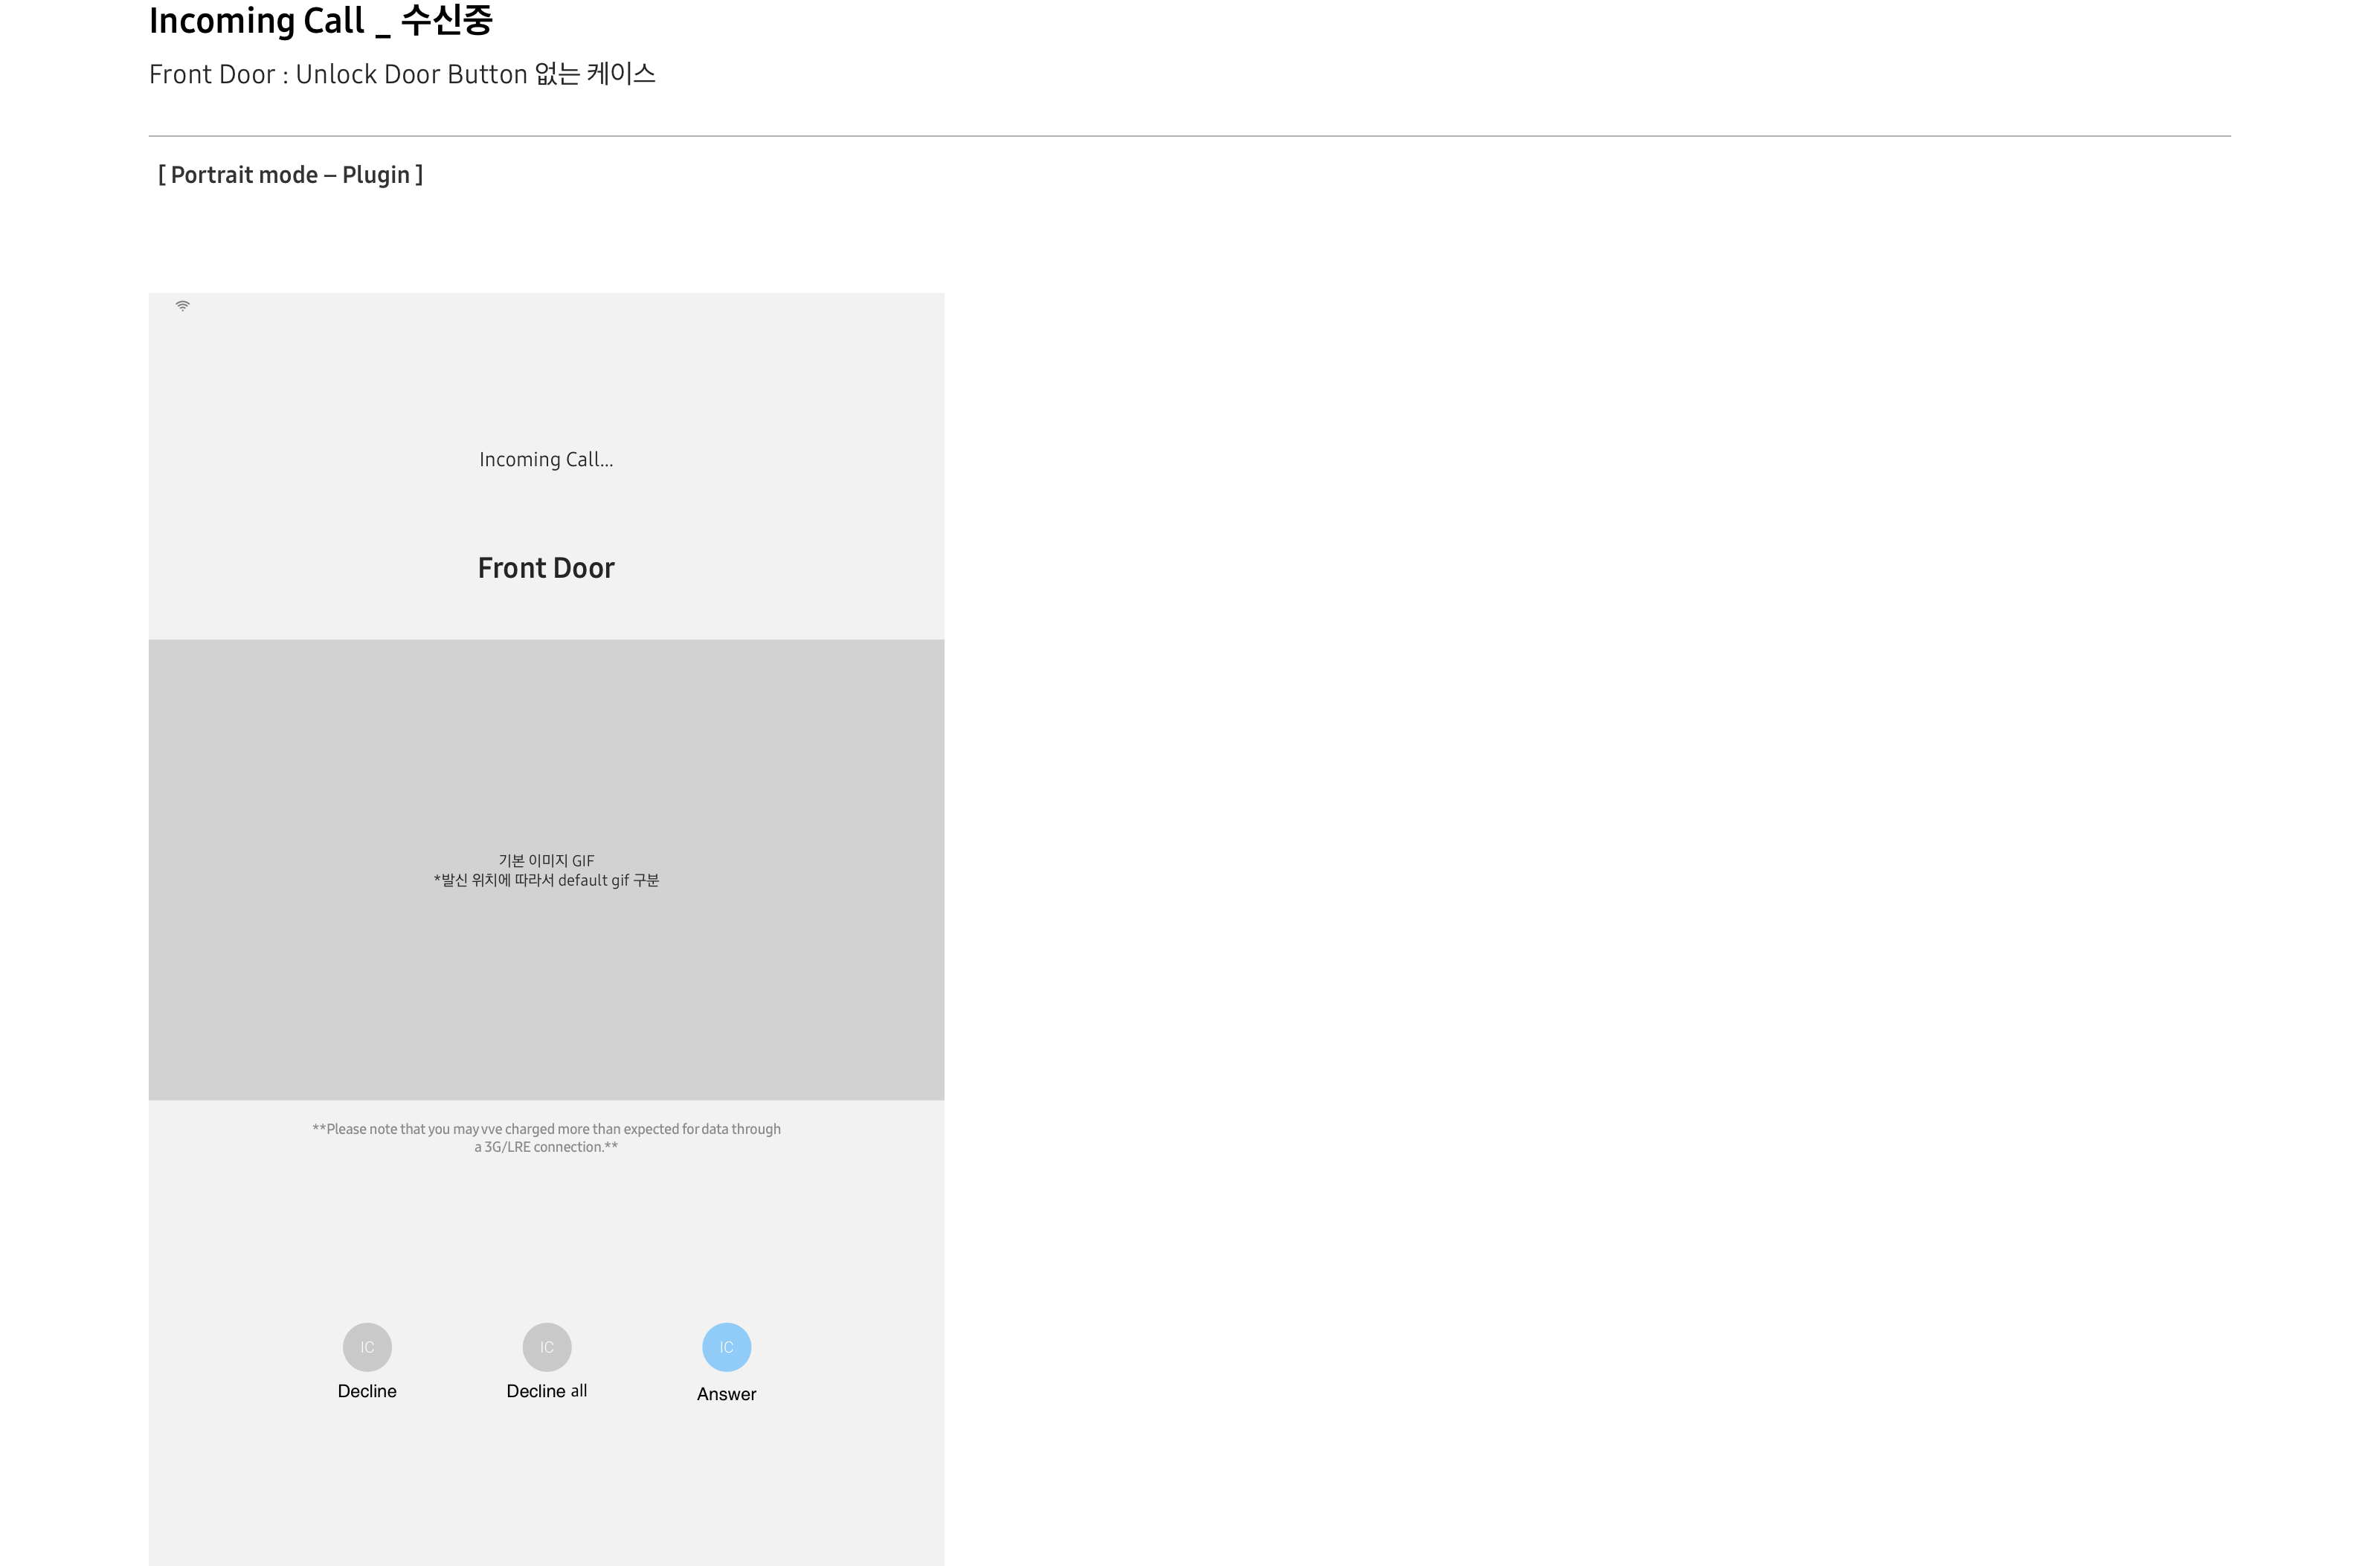 Incoming Call _ 수신중
Front Door : Unlock Door Button 없는 케이스
[ Portrait mode – Plugin ]
Incoming Call...
Front Door
기본 이미지 GIF
*발신 위치에 따라서 default gif 구분
**Please note that you may vve charged more than expected for data through
a 3G/LRE connection.**
IC IC IC
Decline Decline all Answer